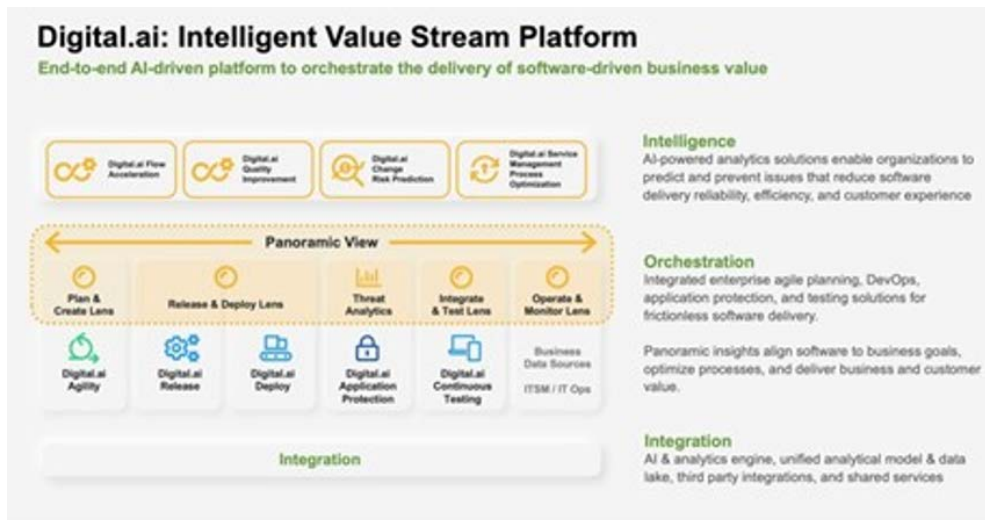 Digital.ai: Intelligent Value Stream Platform
End-to-end AI-driven platform to orchestrate the delivery of software-driven business value
Digital.ai Flow
Acceleration
Digital.ai
Quality
Improvement
Digital.ai
Change
Risk Prediction
Digital.ai Service
Management
Process
Optimization
Intelligence
AI-powered analytics solutions enable organizations to
predict and prevent issues that reduce software
delivery reliability, efficiency, and customer experience
Panoramic View
Plan &
Create Lens
Release & Deploy Lens
Threat
Analytics
Integrate
& Test Lens
Operate &
Monitor Lens
Digital.ai
Agility
Digital.ai
Release
Digital.ai
Deploy
Digital.ai
Application
Protection
Digital.ai
Continuous
Testing
Business
Data Sources
ITSM / IT Ops
Orchestration
Integrated enterprise agile planning, DevOps,
application protection, and testing solutions for
frictionless software delivery.
Panoramic insights align software to business goals,
optimize processes, and deliver business and customer
value.
Integration
Integration
AI & analytics engine, unified analytical model & data
lake, third party integrations, and shared services